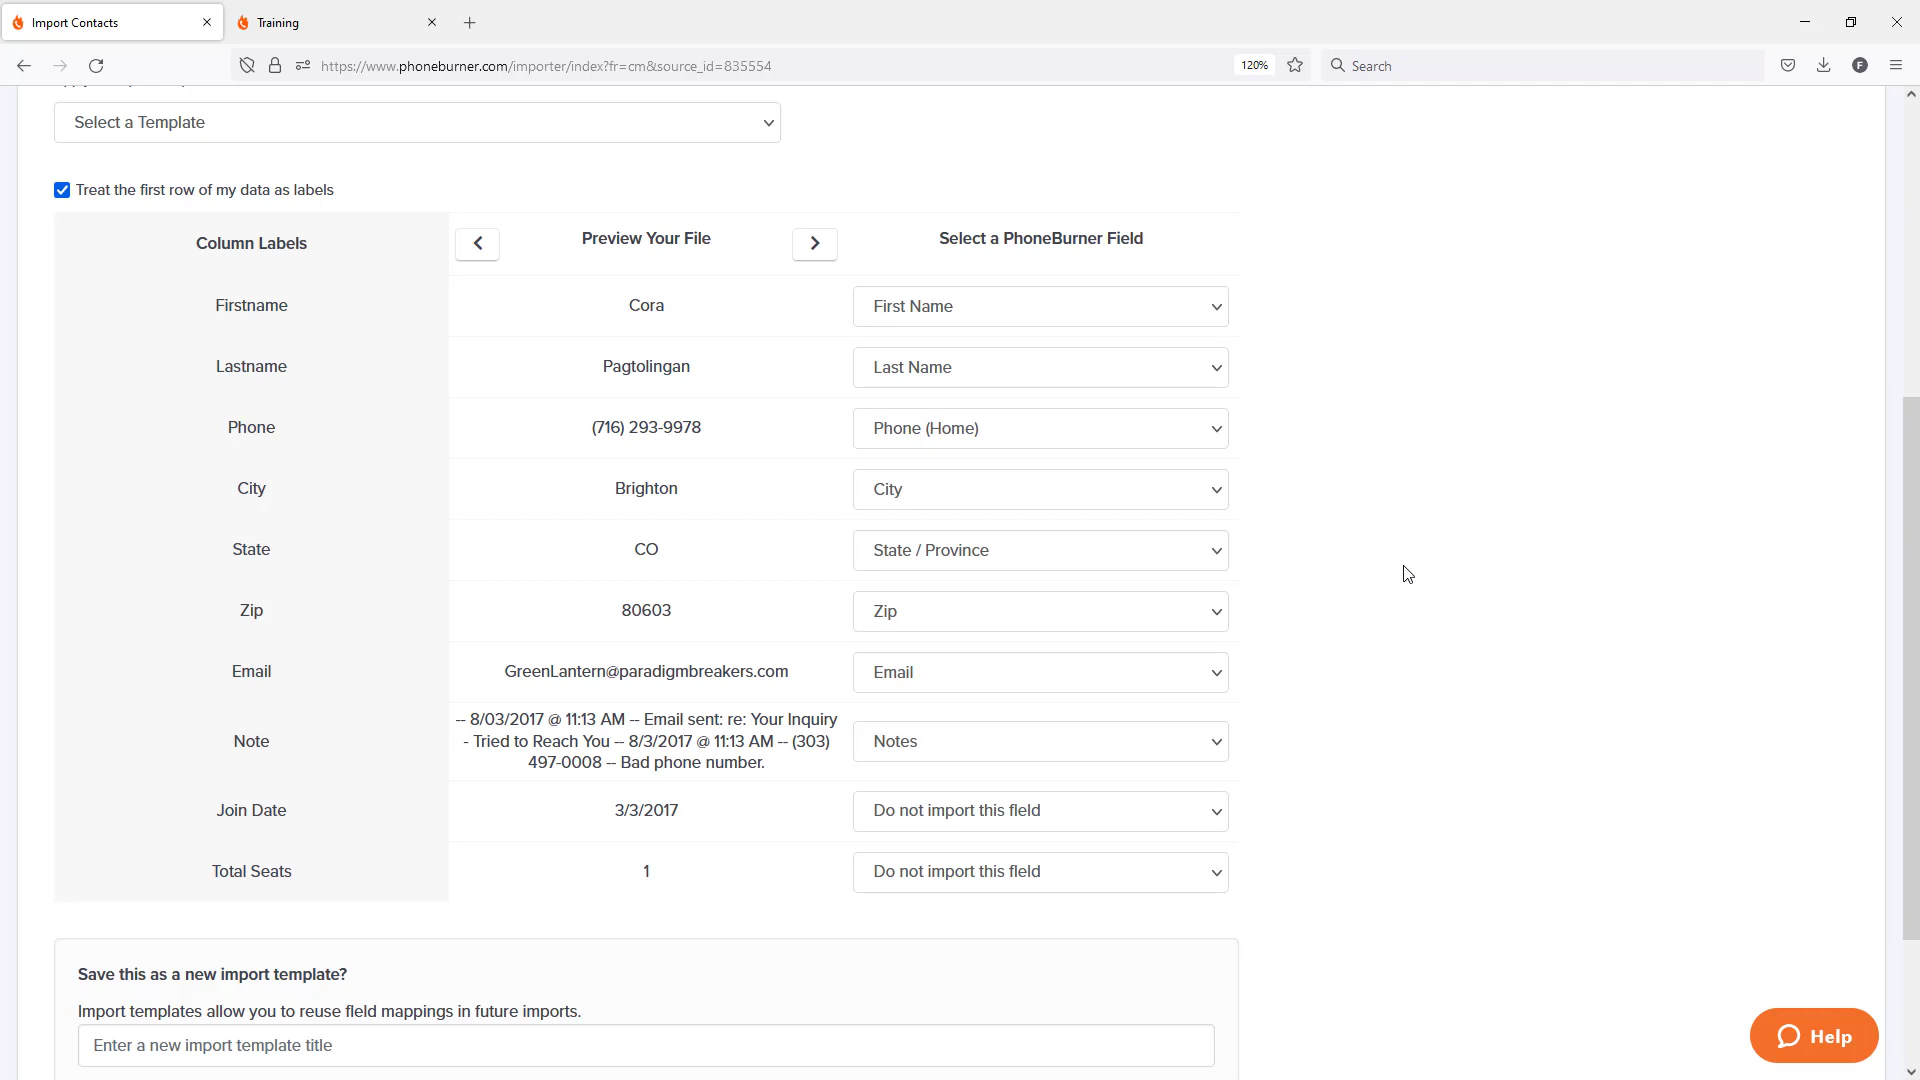 Import Contacts
Training
https://www.phoneburner.com/importer/index?fr=cm&source_id=835554
120%
Search
F
Select a Template
Treat the first row of my data as labels
Column Labels
Preview Your File
Select a PhoneBurner Field
Firstname
Cora
First Name
Lastname
Pagtolingan
Last Name
Phone
(716) 293-9978
Phone (Home)
City
Brighton
City
State
CO
State / Province
Zip
80603
Zip
Email
GreenLantern@paradigmbreakers.com
Email
Note
-- 8/03/2017 @ 11:13 AM -- Email sent: re: Your Inquiry
- Tried to Reach You -- 8/3/2017 @ 11:13 AM -- (303)
497-0008 -- Bad phone number.
Notes
Join Date
3/3/2017
Do not import this field
Total Seats
1
Do not import this field
Save this as a new import template?
Import templates allow you to reuse field mappings in future imports.
Enter a new import template title
Help